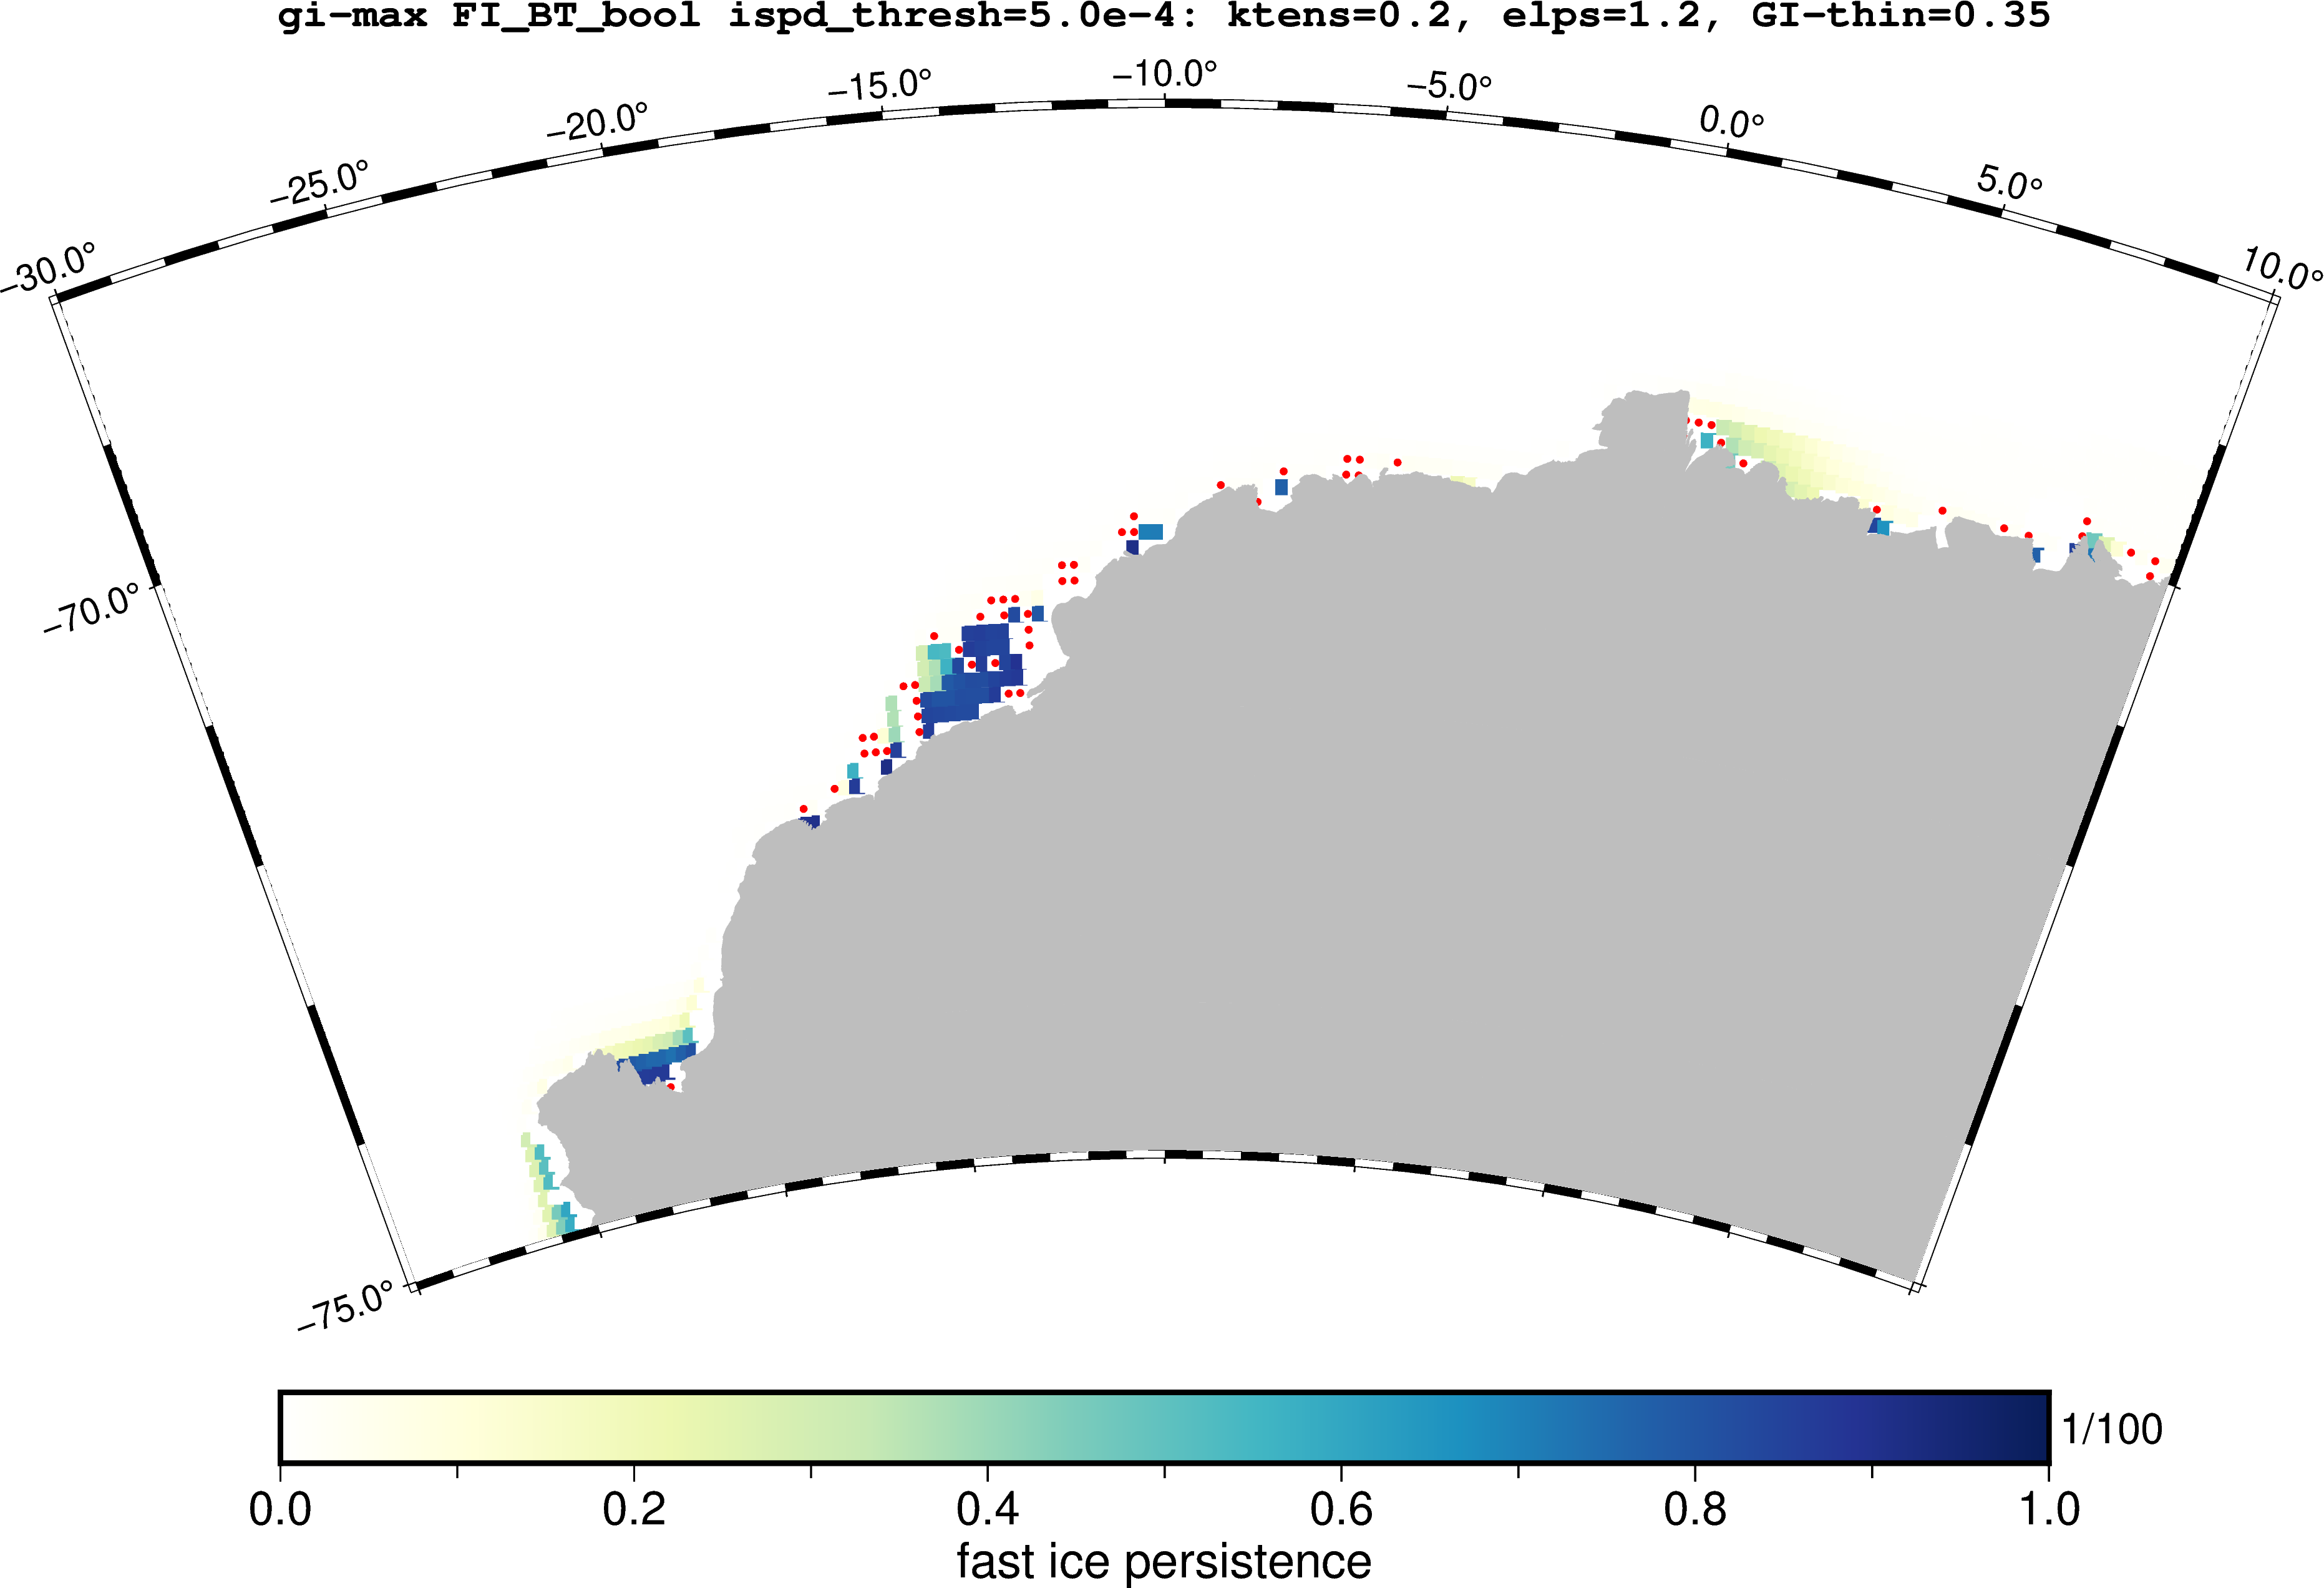 gi-max FI_BT_bool ispd_thresh=5.0e-4: ktens=0.2, elps=1.2, GI-thin=0.35
−10.0°
−15.0° −5.0°
−20.0° 0.0°
−25.0° 5.0°
−30.0° 10.0°
−70.0°
−75.0°
1/100
0.0 0.2 0.4 0.6 0.8 1.0
fast ice persistence